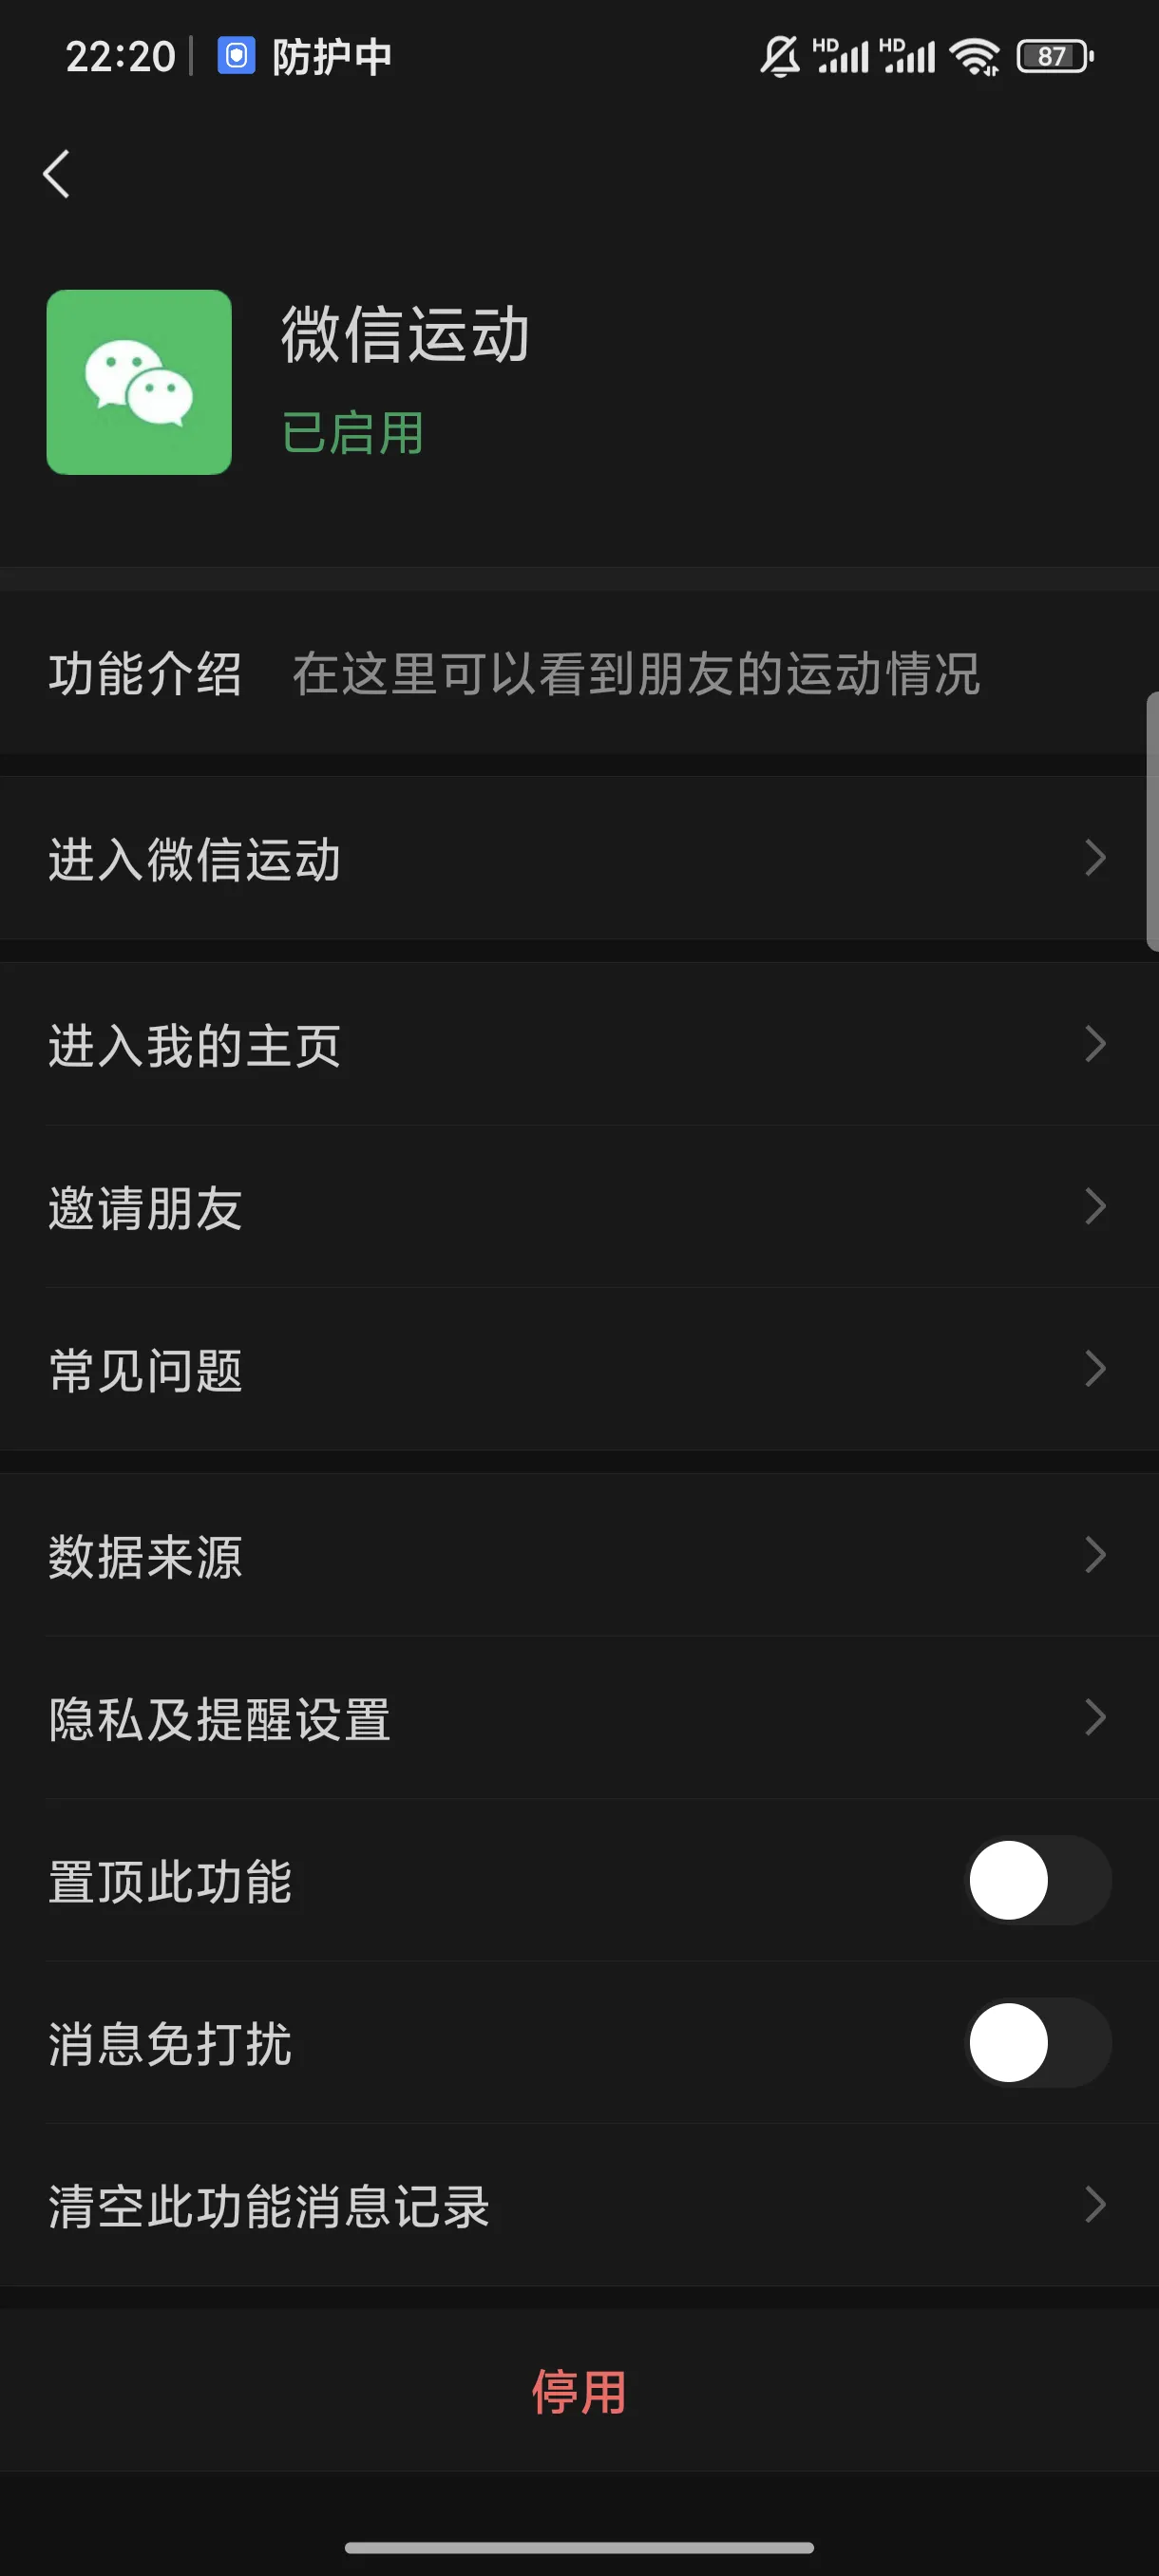 22:20 防护中 HD HD 87
微信运动
已启用
功能介绍 在这里可以看到朋友的运动情况
进入微信运动
进入我的主页
邀请朋友
常见问题
数据来源
隐私及提醒设置
置顶此功能
消息免打扰
清空此功能消息记录
停用